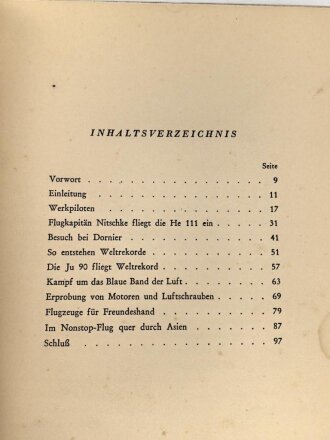 INHALTSVERZEICHNIS
Seite
Vorwort . . . . . . . . . . . . 9
Einleitung . . . . . . . . . . . 11
Werkpiloten . . . . . . . . . . 17
Flugkapitän Nitschke fliegt die He 111 ein . . . . 31
Besuch bei Dornier . . . . . . . . . 41
So entstehen Weltrekorde . . . . . . . 51
Die Ju 90 fliegt Weltrekord . . . . . . . 57
Kampf um das Blaue Band der Luft . . . . . . 63
Erprobung von Motoren und Luftschrauben . . . . 69
Flugzeuge für Freundeshand . . . . . . . 79
Im Nonstop-Flug quer durch Asien . . . . . 87
Schluß . . . . . . . . . . . . 97